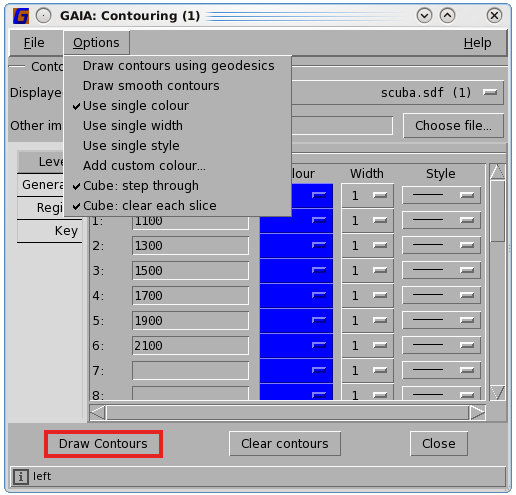 GAIA: Contouring (1)
File Options Help
Conto
Draw contours using geodesics
Displaye
Draw smooth contours
scuba.sdf (1)
Use single colour
Other im
Use single width
Choose file...
Use single style
Leve
Add custom colour...
lour Width Style
Genera
Cube: step through
1
Regi
Cube: clear each slice
1
Key
1: 1100 1
2: 1300 1
3: 1500 1
4: 1700 1
5: 1900 1
6: 2100 1
7: 1
8: 1
Draw Contours Clear contours Close
i left